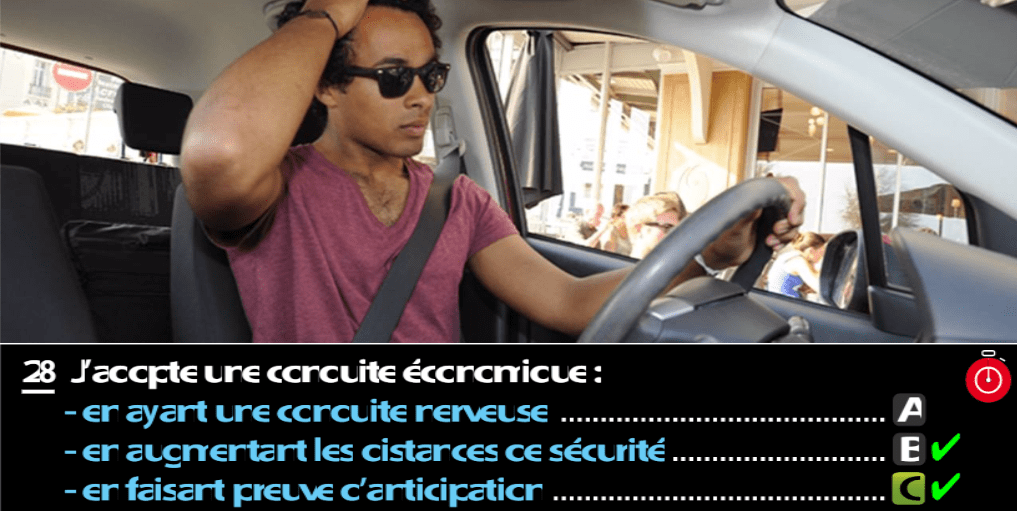 28 J'adopte une conduite économique :
- en ayant une conduite nerveuse ........................................ A
- en augmentant les distances de sécurité .......................... B ✔
- en faisant preuve d'anticipation ......................................... C ✔